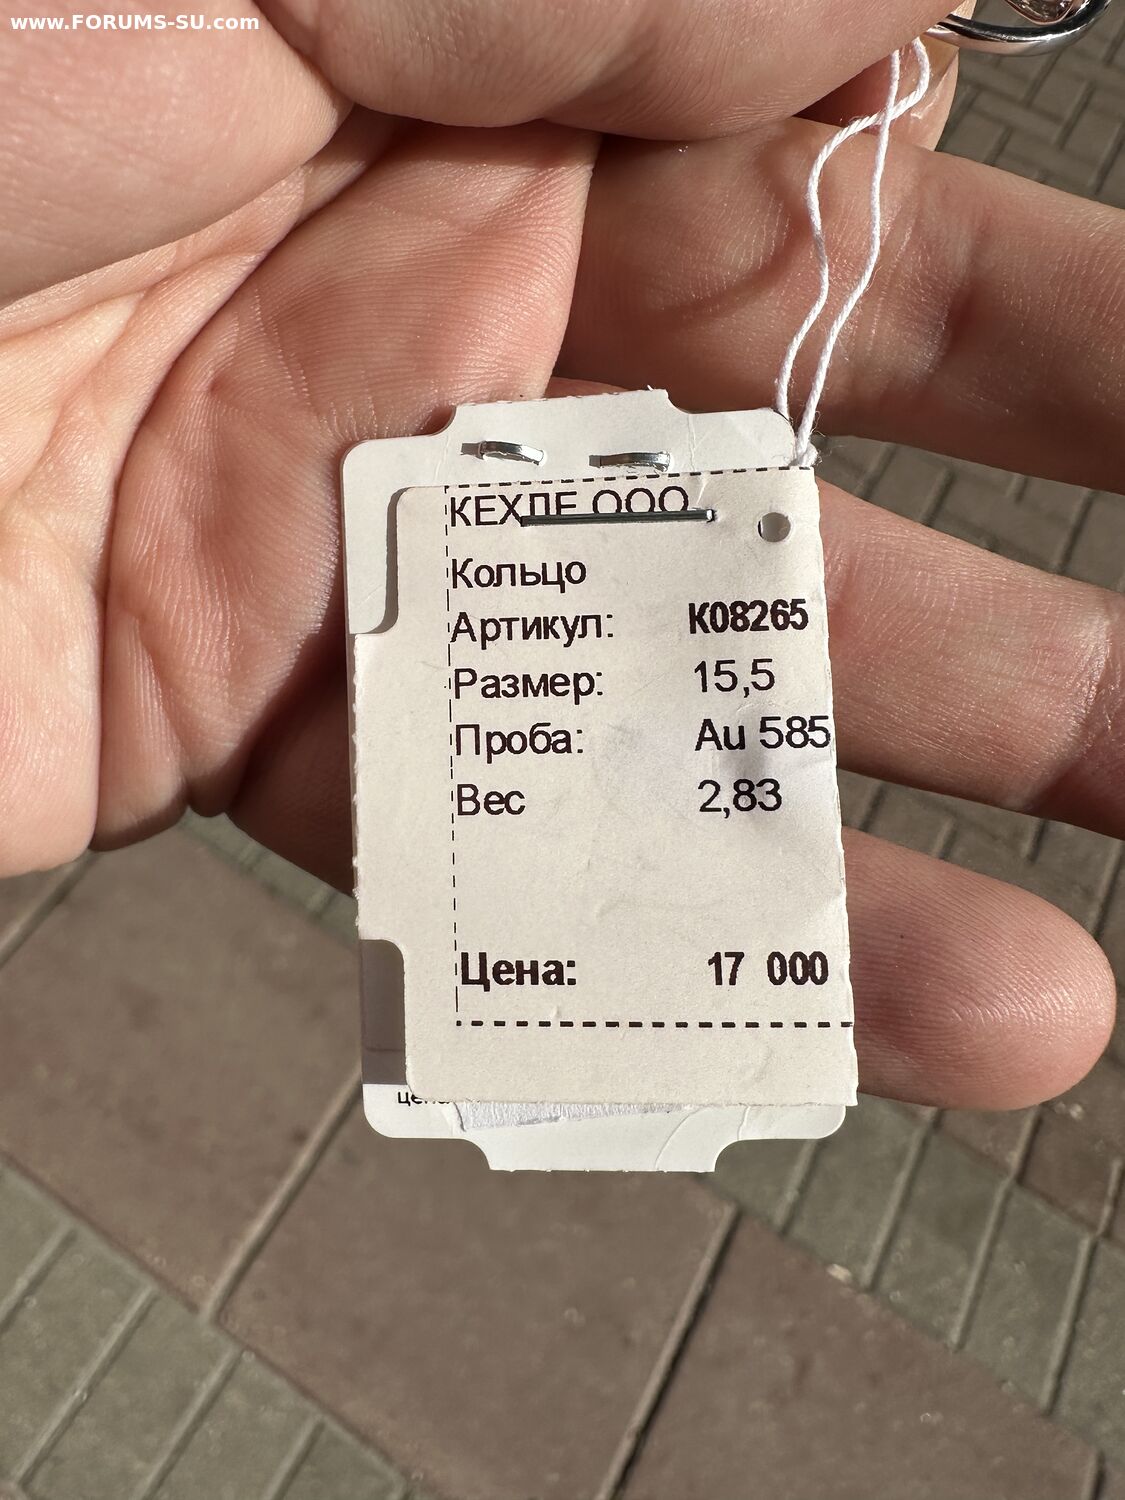 www.FORUMS-SU.com
КЕХЛЕ ООО
Кольцо
Артикул: К08265
Размер: 15,5
Проба: Au 585
Вес 2,83
Цена: 17 000